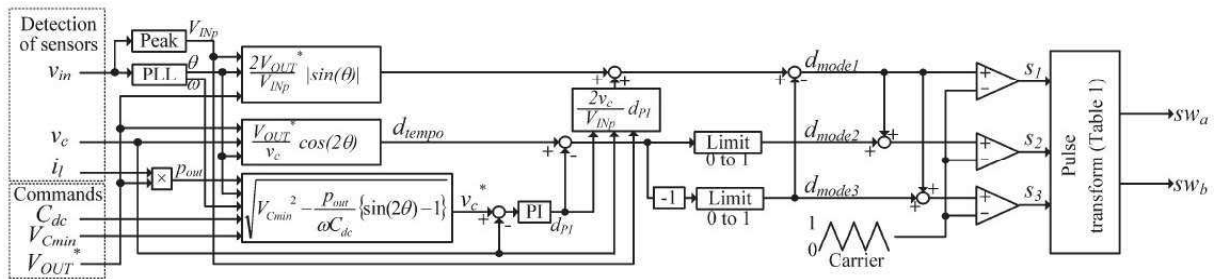 Detection
of sensors
v_in
v_c
i_l
Commands
C_dc
V_Cmin
V_OUT*
Peak
V_INp
PLL
θ
ω
×
p_out
2V_OUT* / V_INp |sin(θ)|
V_OUT* / v_c cos(2θ)
√(V_Cmin² − p_out / ωC_dc {sin(2θ)−1})
d_tempo
v_c*
+
-
PI
d_PI
2v_c / V_INp d_PI
+
+
+
-
+
-
d_mode1
Limit
0 to 1
d_mode2
-1
Limit
0 to 1
d_mode3
+
+
+
+
1
0
Carrier
+
-
s_1
+
-
s_2
+
-
s_3
Pulse
transform (Table 1)
sw_a
sw_b